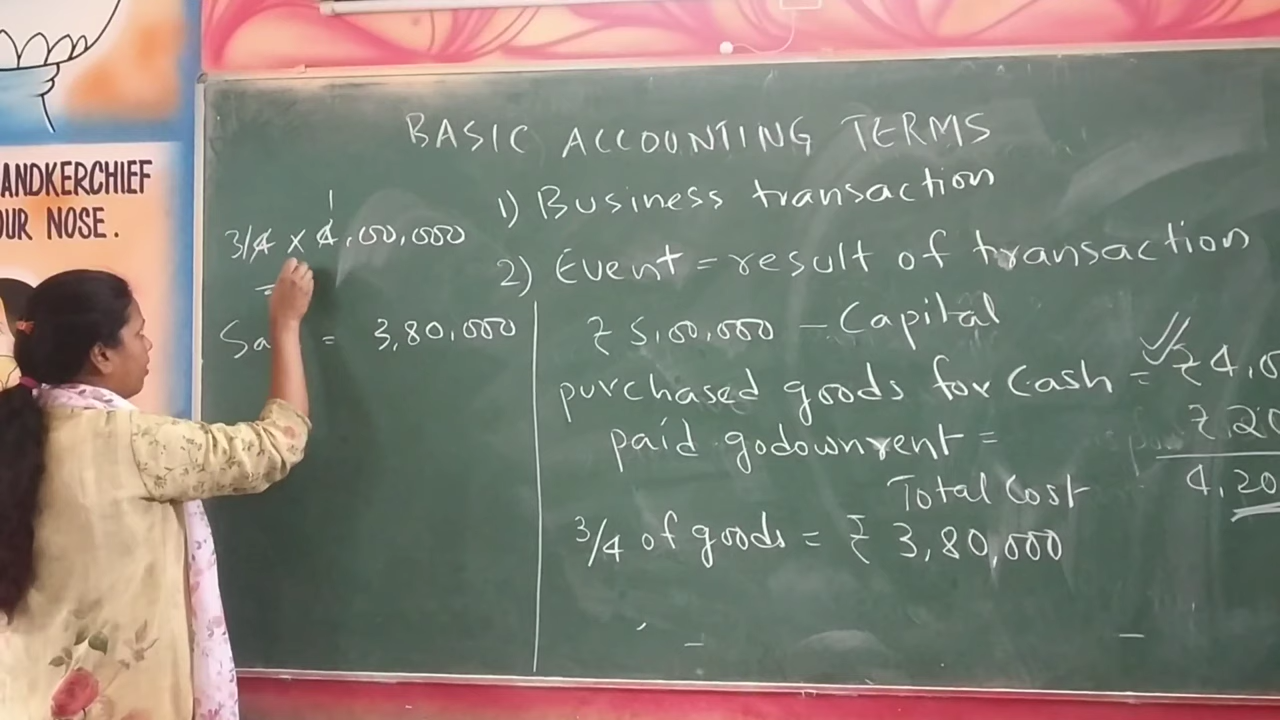 ANDKERCHIEF
OUR NOSE.
BASIC ACCOUNTING TERMS
1) Business transaction
2) Event = result of transaction
₹ 5,00,000 - Capital
purchased goods for Cash = ₹ 4,0
paid godownrent = ₹ 20
Total Cost 4,20
3/4 of goods = ₹ 3,80,000
1
3/4 x 4,00,000
=
Sa = 3,80,000